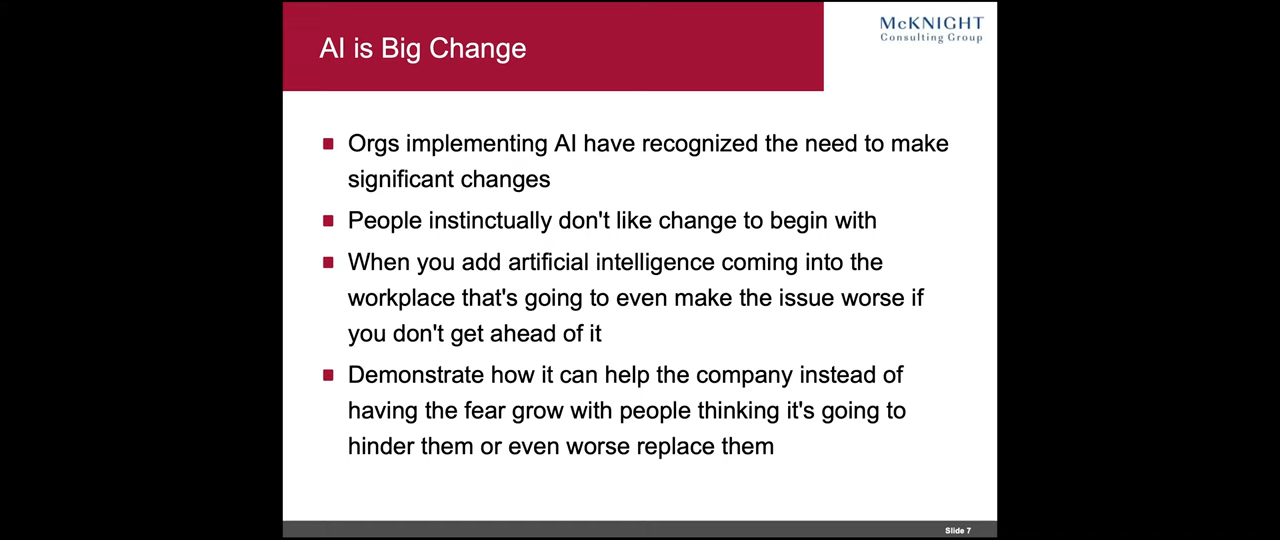 AI is Big Change
McKNIGHT
Consulting Group
Orgs implementing AI have recognized the need to make
significant changes
People instinctually don't like change to begin with
When you add artificial intelligence coming into the
workplace that's going to even make the issue worse if
you don't get ahead of it
Demonstrate how it can help the company instead of
having the fear grow with people thinking it's going to
hinder them or even worse replace them
Slide 7